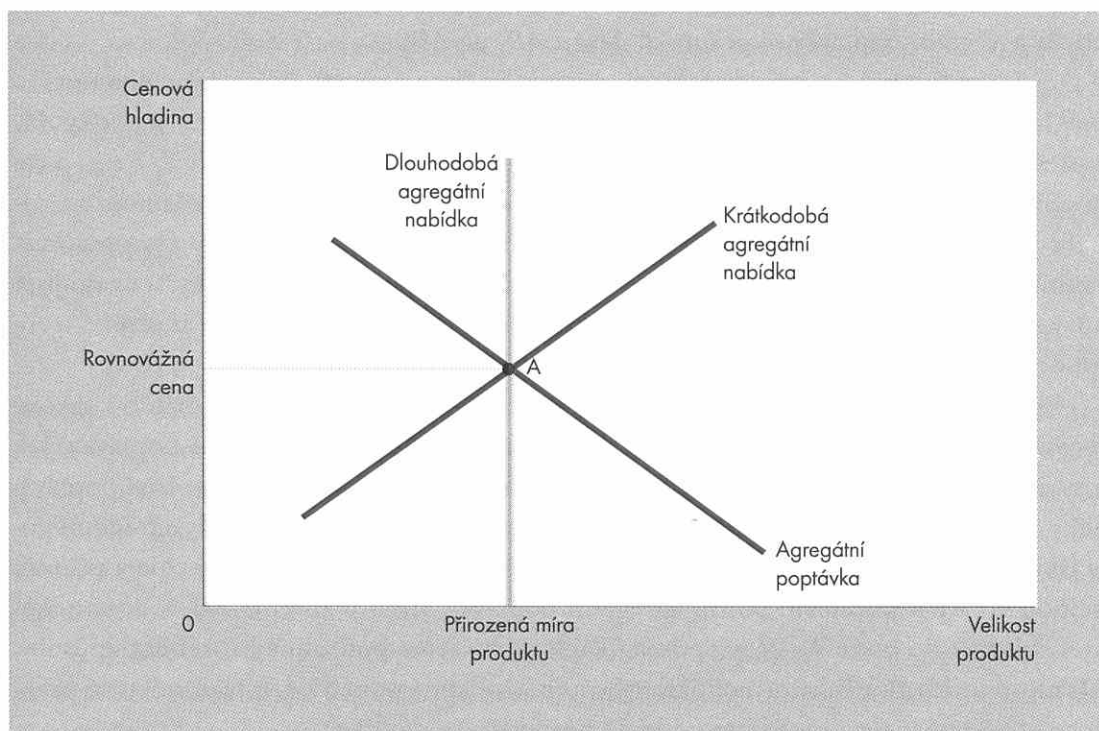 Cenová
hladina
Dlouhodobá
agregátní
nabídka
Krátkodobá
agregátní
nabídka
Rovnovážná
cena
A
Agregátní
poptávka
0
Přirozená míra
produktu
Velikost
produktu